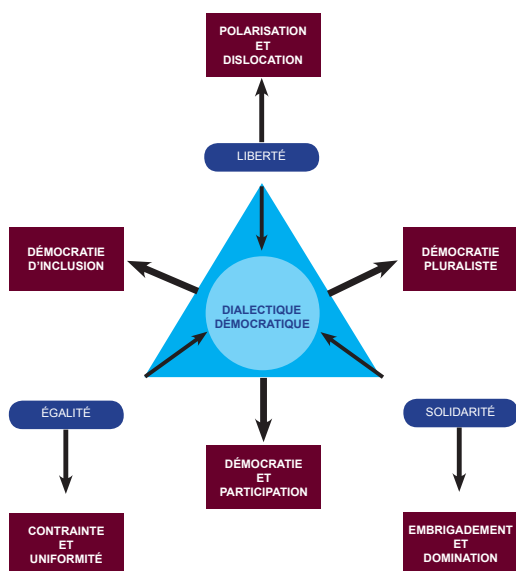 POLARISATION
ET
DISLOCATION
LIBERTÉ
DÉMOCRATIE
D'INCLUSION
DÉMOCRATIE
PLURALISTE
DIALECTIQUE
DÉMOCRATIQUE
ÉGALITÉ
SOLIDARITÉ
DÉMOCRATIE
ET
PARTICIPATION
CONTRAINTE
ET
UNIFORMITÉ
EMBRIGADEMENT
ET
DOMINATION